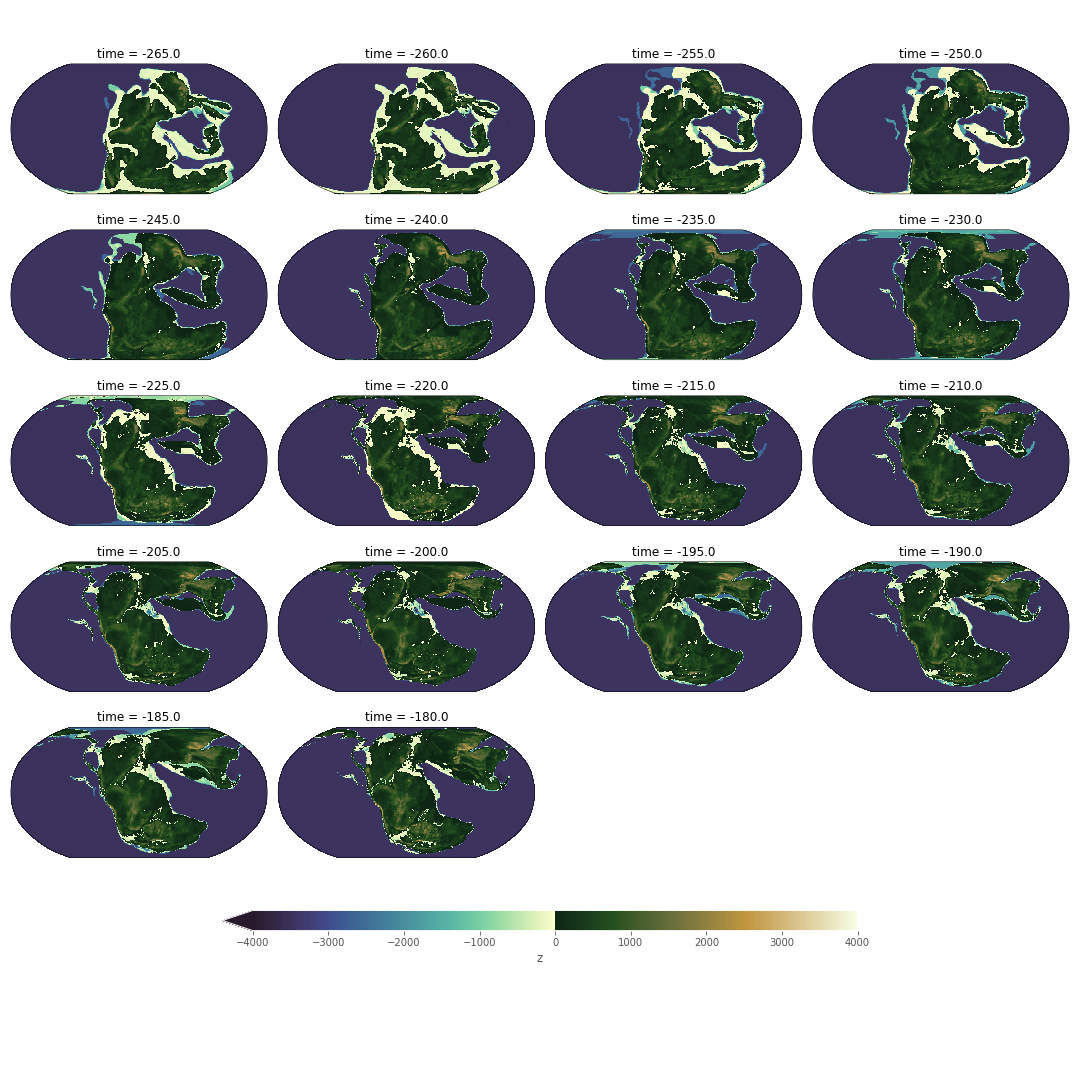 time = -265.0 time = -260.0 time = -255.0 time = -250.0
time = -245.0 time = -240.0 time = -235.0 time = -230.0
time = -225.0 time = -220.0 time = -215.0 time = -210.0
time = -205.0 time = -200.0 time = -195.0 time = -190.0
time = -185.0 time = -180.0
−4000 −3000 −2000 −1000 0 1000 2000 3000 4000
z